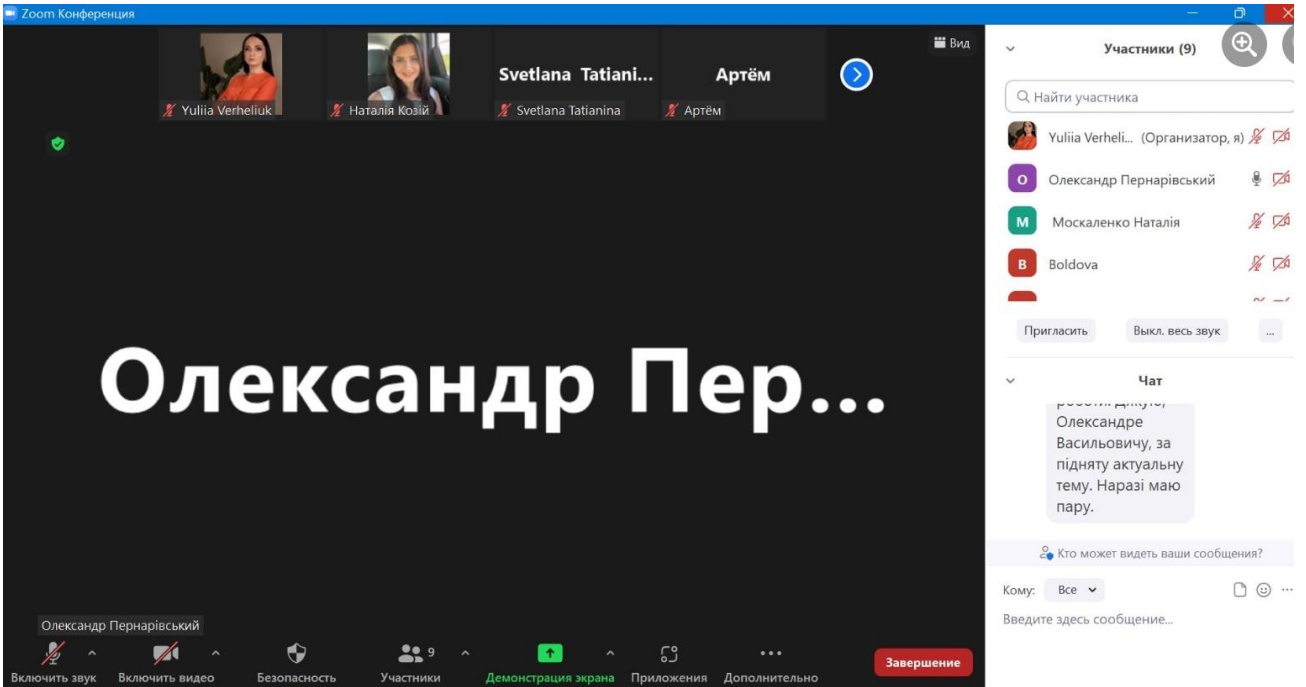 Zoom Конференция
Вид
Svetlana Tatiani...
Артём
Yuliia Verheliuk
Наталія Козій
Svetlana Tatianina
Артём
Олександр Пер...
Олександр Пернарівський
Включить звук
Включить видео
Безопасность
9
Участники
Демонстрация экрана
Приложения
Дополнительно
Завершение
Участники (9)
Найти участника
Yuliia Verheli... (Организатор, я)
О
Олександр Пернарівський
М
Москаленко Наталія
B
Boldova
Пригласить
Выкл. весь звук
...
Чат
Олександре
Васильовичу, за
підняту актуальну
тему. Наразі маю
пару.
Кто может видеть ваши сообщения?
Кому:
Все
Введите здесь сообщение...